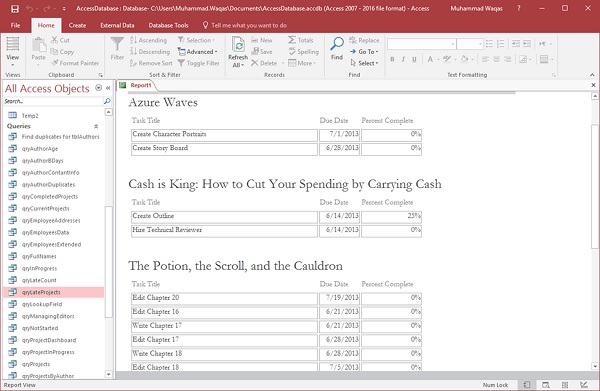 AccessDatabase : Database- C:\Users\Muhammad.Waqas\Documents\AccessDatabase.accdb (Access 2007 - 2016 file format) - Access
Muhammad Waqas
File Home Create External Data Database Tools Tell me what you want to do
View
Views
Paste
Cut
Copy
Format Painter
Clipboard
Filter
Ascending
Descending
Remove Sort
Selection
Advanced
Toggle Filter
Sort & Filter
Refresh All
New
Save
Delete
Totals
Spelling
More
Records
Find
Replace
Go To
Select
Find
B I U
Text Formatting
All Access Objects
Search...
Temp2
Queries
Find duplicates for tblAuthors
qryAuthorAge
qryAuthorBDays
qryAuthorContantInfo
qryAuthorDuplicates
qryCompletedProjects
qryCurrentProjects
qryEmployeeAddresses
qryEmployeesData
qryEmployeesExtended
qryFullNames
qryInProgress
qryLateCount
qryLateProjects
qryLookupField
qryManagingEditors
qryNotStarted
qryProjectDashboard
qryProjectInProgress
qryProjects
qryProjectsByAuthor
Report1
Azure Waves
Task Title Due Date Percent Complete
Create Character Portraits 7/1/2013 0%
Create Story Board 6/28/2013 0%
Cash is King: How to Cut Your Spending by Carrying Cash
Task Title Due Date Percent Complete
Create Outline 6/14/2013 25%
Hire Technical Reviewer 6/14/2013 0%
The Potion, the Scroll, and the Cauldron
Task Title Due Date Percent Complete
Edit Chapter 20 7/19/2013 0%
Edit Chapter 16 6/21/2013 0%
Write Chapter 17 6/21/2013 0%
Edit Chapter 17 6/28/2013 0%
Write Chapter 18 6/28/2013 0%
Edit Chapter 18 7/5/2013 0%
Report View
Num Lock